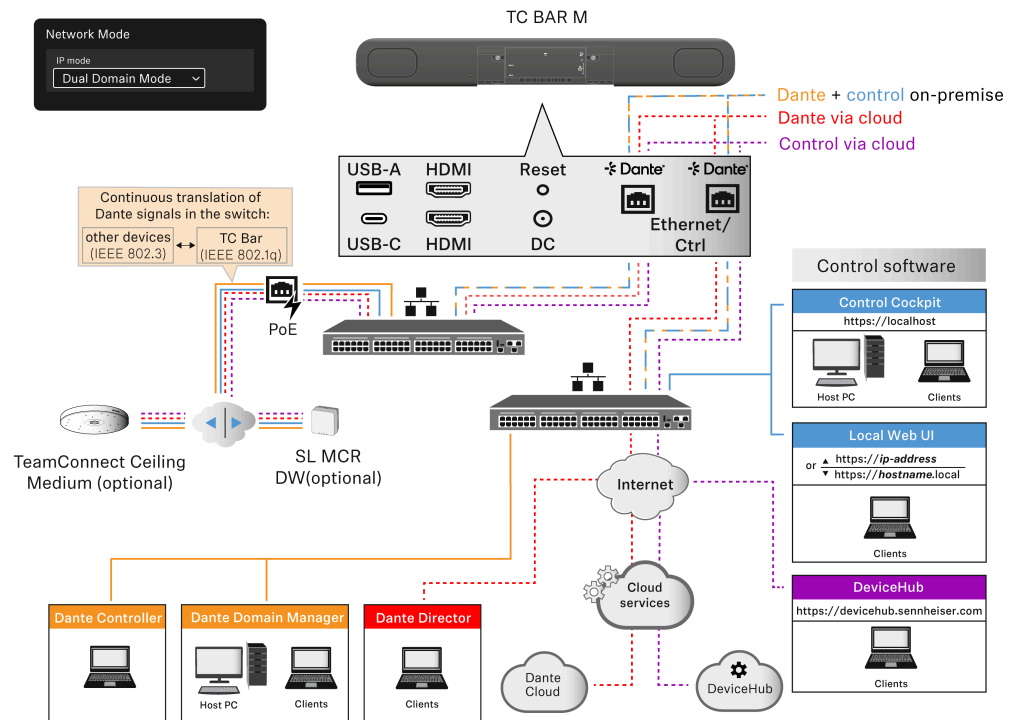 TC BAR M
Network Mode
IP mode
Dual Domain Mode
Dante + control on-premise
Dante via cloud
Control via cloud
USB-A
HDMI
Reset
Dante
Dante
USB-C
HDMI
DC
Ethernet/
Ctrl
Continuous translation of
Dante signals in the switch:
other devices
(IEEE 802.3)
TC Bar
(IEEE 802.1q)
PoE
TeamConnect Ceiling
Medium (optional)
SL MCR
DW(optional)
Control software
Control Cockpit
https://localhost
Host PC
Clients
Local Web UI
or
https://ip-address
https://hostname.local
Clients
DeviceHub
https://devicehub.sennheiser.com
Clients
Internet
Cloud
services
Dante
Cloud
DeviceHub
Dante Controller
Dante Domain Manager
Host PC
Clients
Dante Director
Clients